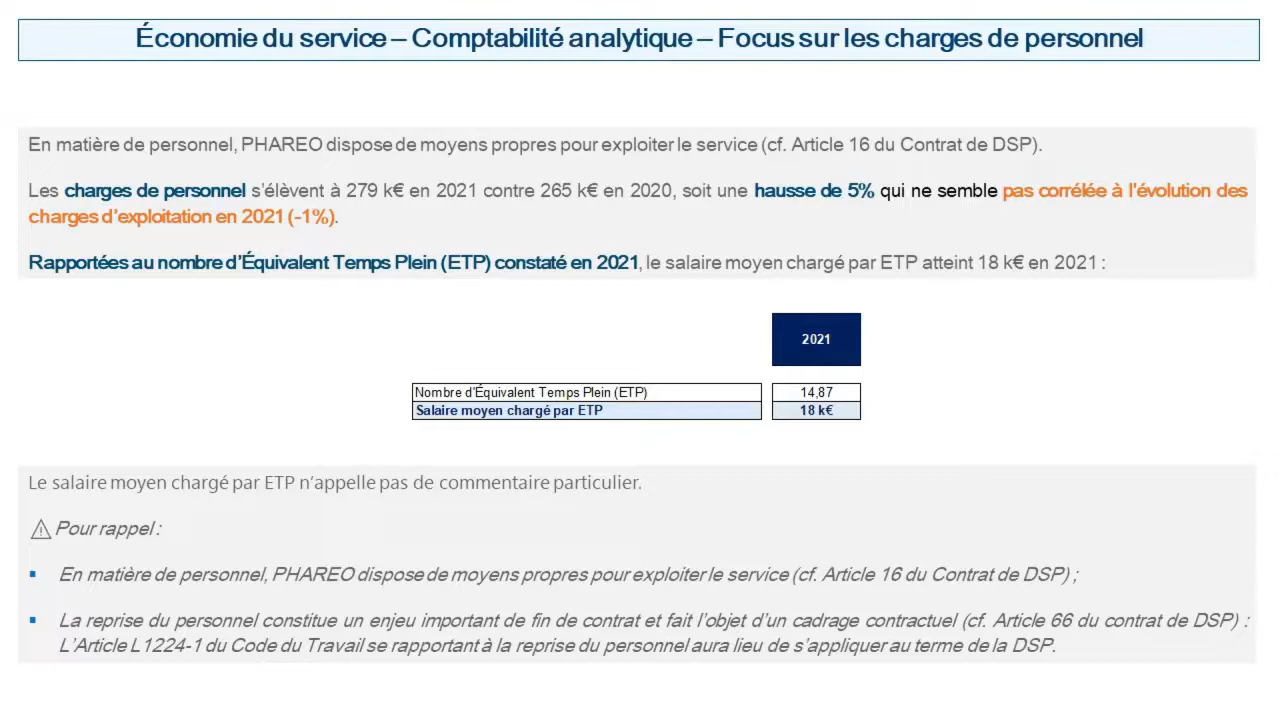 Économie du service – Comptabilité analytique – Focus sur les charges de personnel
En matière de personnel, PHAREO dispose de moyens propres pour exploiter le service (cf. Article 16 du Contrat de DSP).
Les charges de personnel s’élèvent à 279 k€ en 2021 contre 265 k€ en 2020, soit une hausse de 5% qui ne semble pas corrélée à l’évolution des
charges d’exploitation en 2021 (-1%).
Rapportées au nombre d’Équivalent Temps Plein (ETP) constaté en 2021, le salaire moyen chargé par ETP atteint 18 k€ en 2021 :
2021
Nombre d'Équivalent Temps Plein (ETP) 14,87
Salaire moyen chargé par ETP 18 k€
Le salaire moyen chargé par ETP n’appelle pas de commentaire particulier.
⚠ Pour rappel :
▪ En matière de personnel, PHAREO dispose de moyens propres pour exploiter le service (cf. Article 16 du Contrat de DSP) ;
▪ La reprise du personnel constitue un enjeu important de fin de contrat et fait l’objet d’un cadrage contractuel (cf. Article 66 du contrat de DSP) :
L’Article L1224-1 du Code du Travail se rapportant à la reprise du personnel aura lieu de s’appliquer au terme de la DSP.